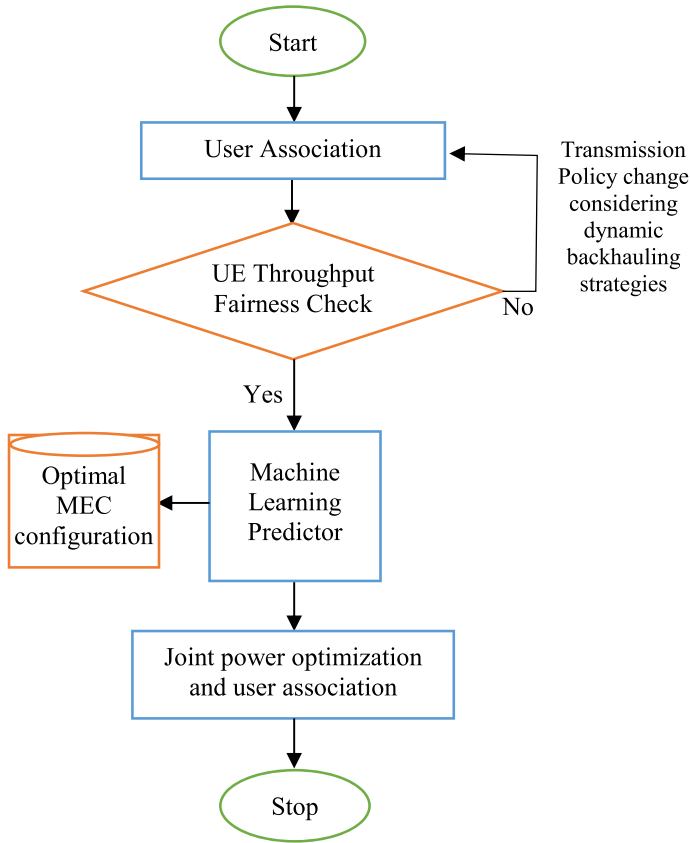 Start
User Association
Transmission
Policy change
considering
dynamic
backhauling
strategies
UE Throughput
Fairness Check
No
Yes
Machine
Learning
Predictor
Optimal
MEC
configuration
Joint power optimization
and user association
Stop